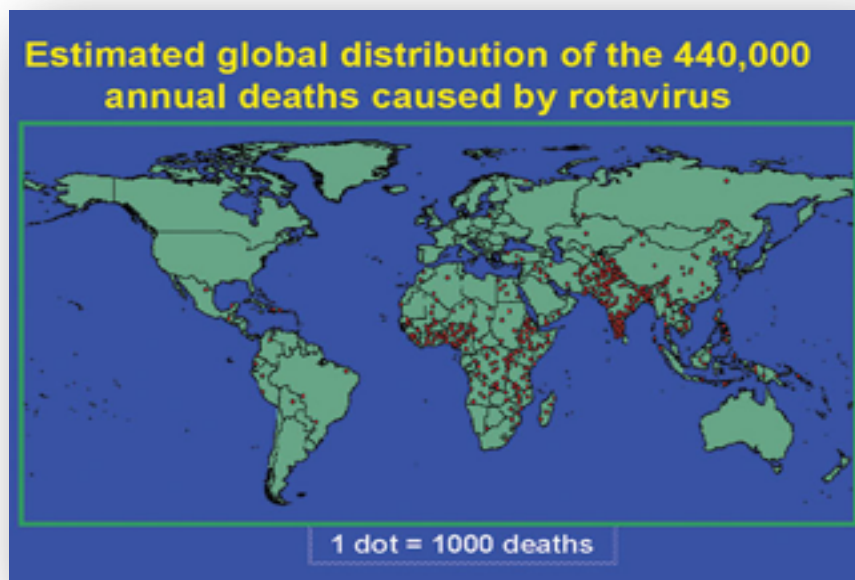 Estimated global distribution of the 440,000
annual deaths caused by rotavirus
1 dot = 1000 deaths